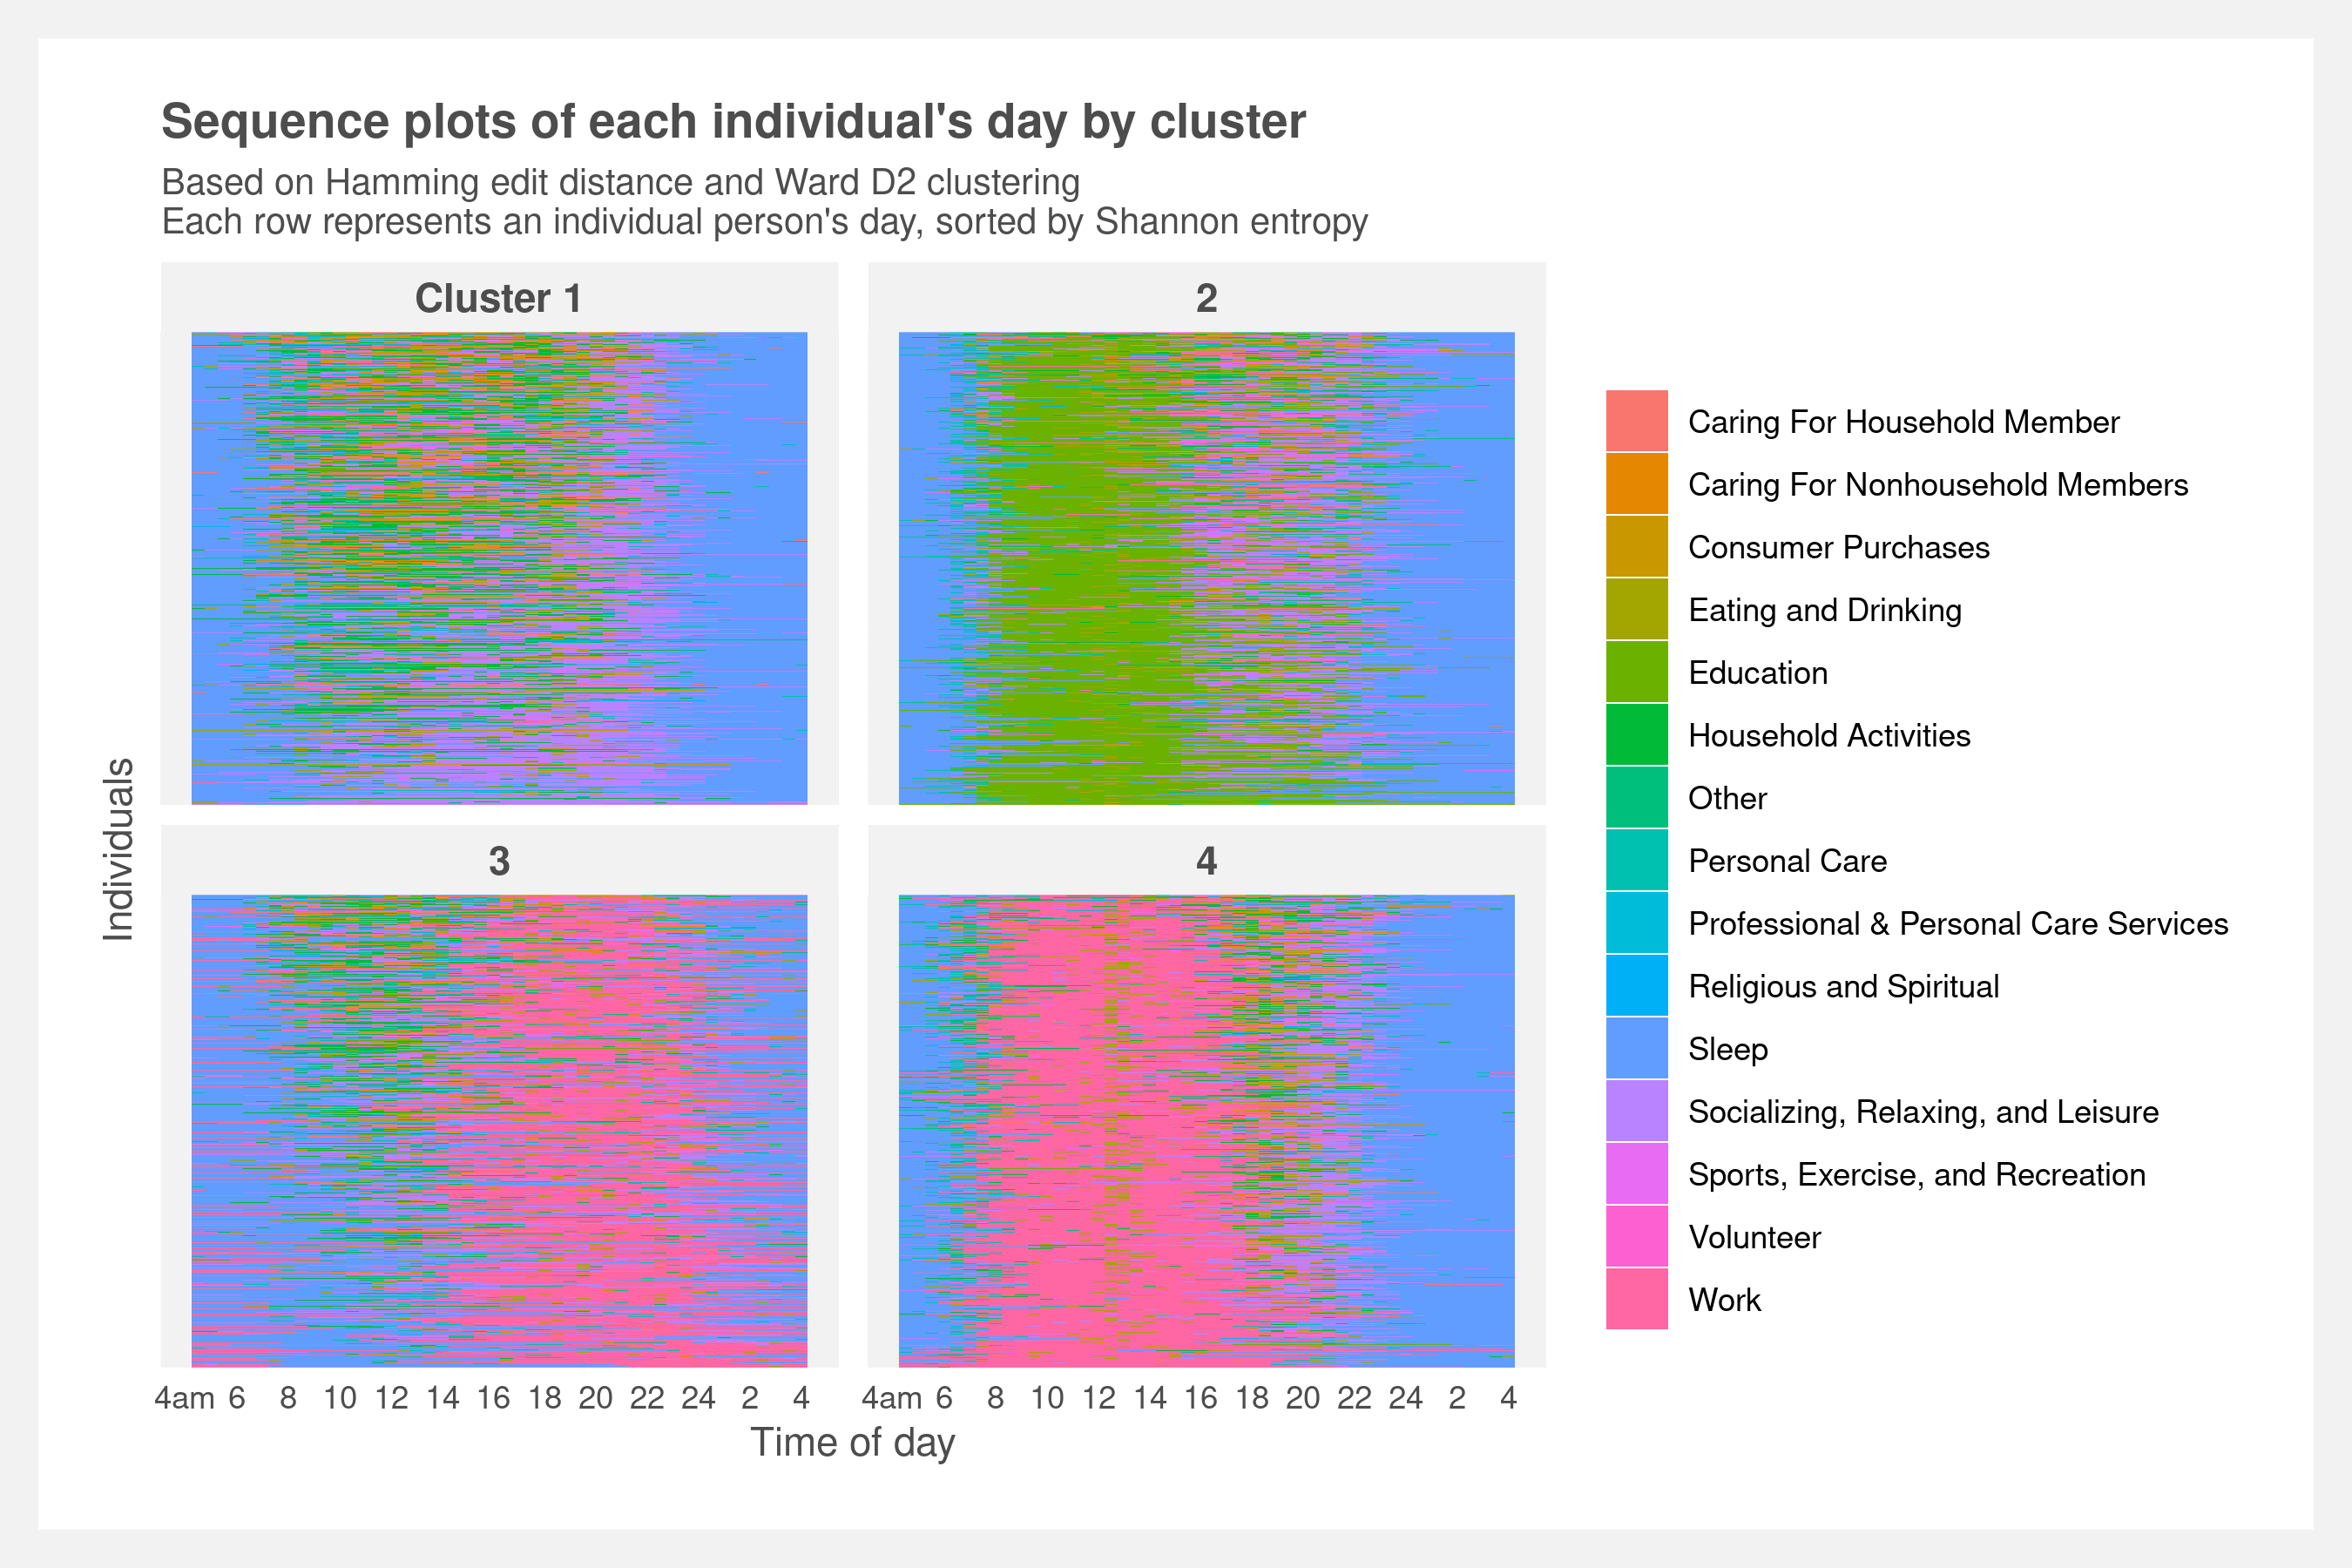 Sequence plots of each individual's day by cluster
Based on Hamming edit distance and Ward D2 clustering
Each row represents an individual person's day, sorted by Shannon entropy
Cluster 1
2
3
4
Individuals
4am 6 8 10 12 14 16 18 20 22 24 2 4
4am 6 8 10 12 14 16 18 20 22 24 2 4
Time of day
Caring For Household Member
Caring For Nonhousehold Members
Consumer Purchases
Eating and Drinking
Education
Household Activities
Other
Personal Care
Professional & Personal Care Services
Religious and Spiritual
Sleep
Socializing, Relaxing, and Leisure
Sports, Exercise, and Recreation
Volunteer
Work